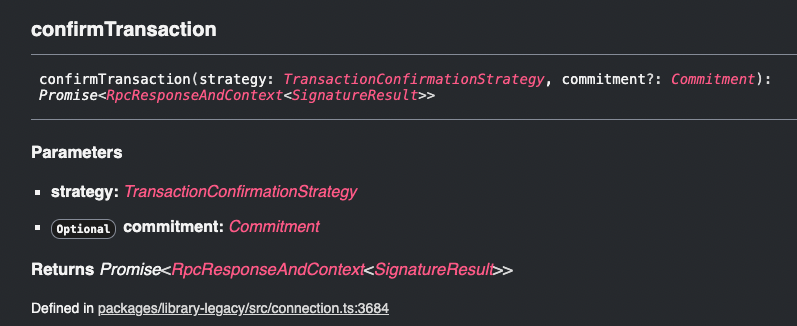 confirmTransaction
confirmTransaction(strategy: TransactionConfirmationStrategy, commitment?: Commitment):
Promise<RpcResponseAndContext<SignatureResult>>
Parameters
▪ strategy: TransactionConfirmationStrategy
▪ Optional commitment: Commitment
Returns Promise<RpcResponseAndContext<SignatureResult>>
Defined in packages/library-legacy/src/connection.ts:3684